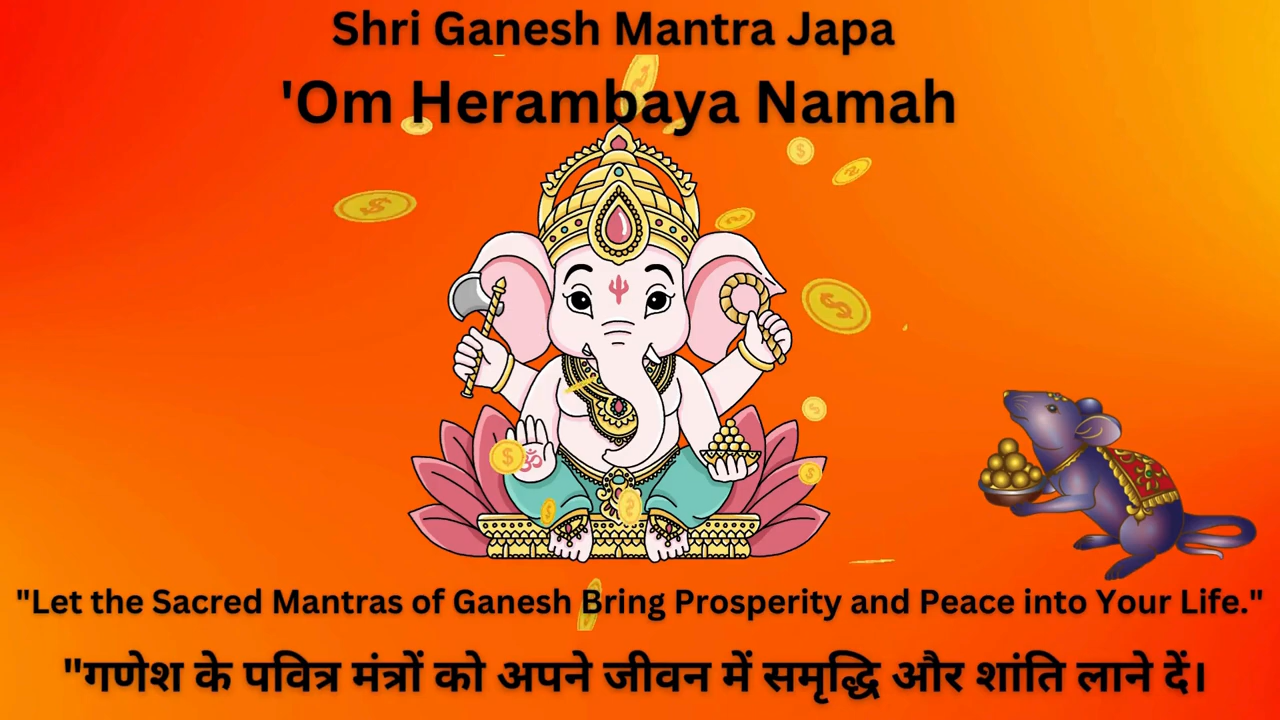 Shri Ganesh Mantra Japa
'Om Herambaya Namah
"Let the Sacred Mantras of Ganesh Bring Prosperity and Peace into Your Life."
"गणेश के पवित्र मंत्रों को अपने जीवन में समृद्धि और शांति लाने दें।
ॐ